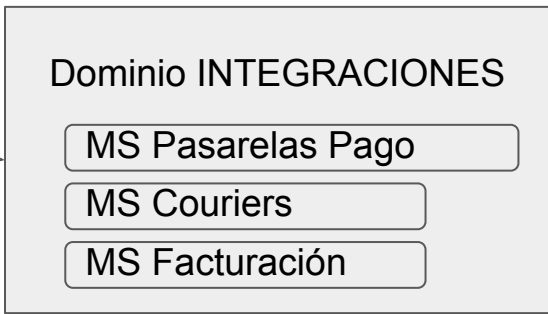 Dominio INTEGRACIONES
MS Pasarelas Pago
MS Couriers
MS Facturación